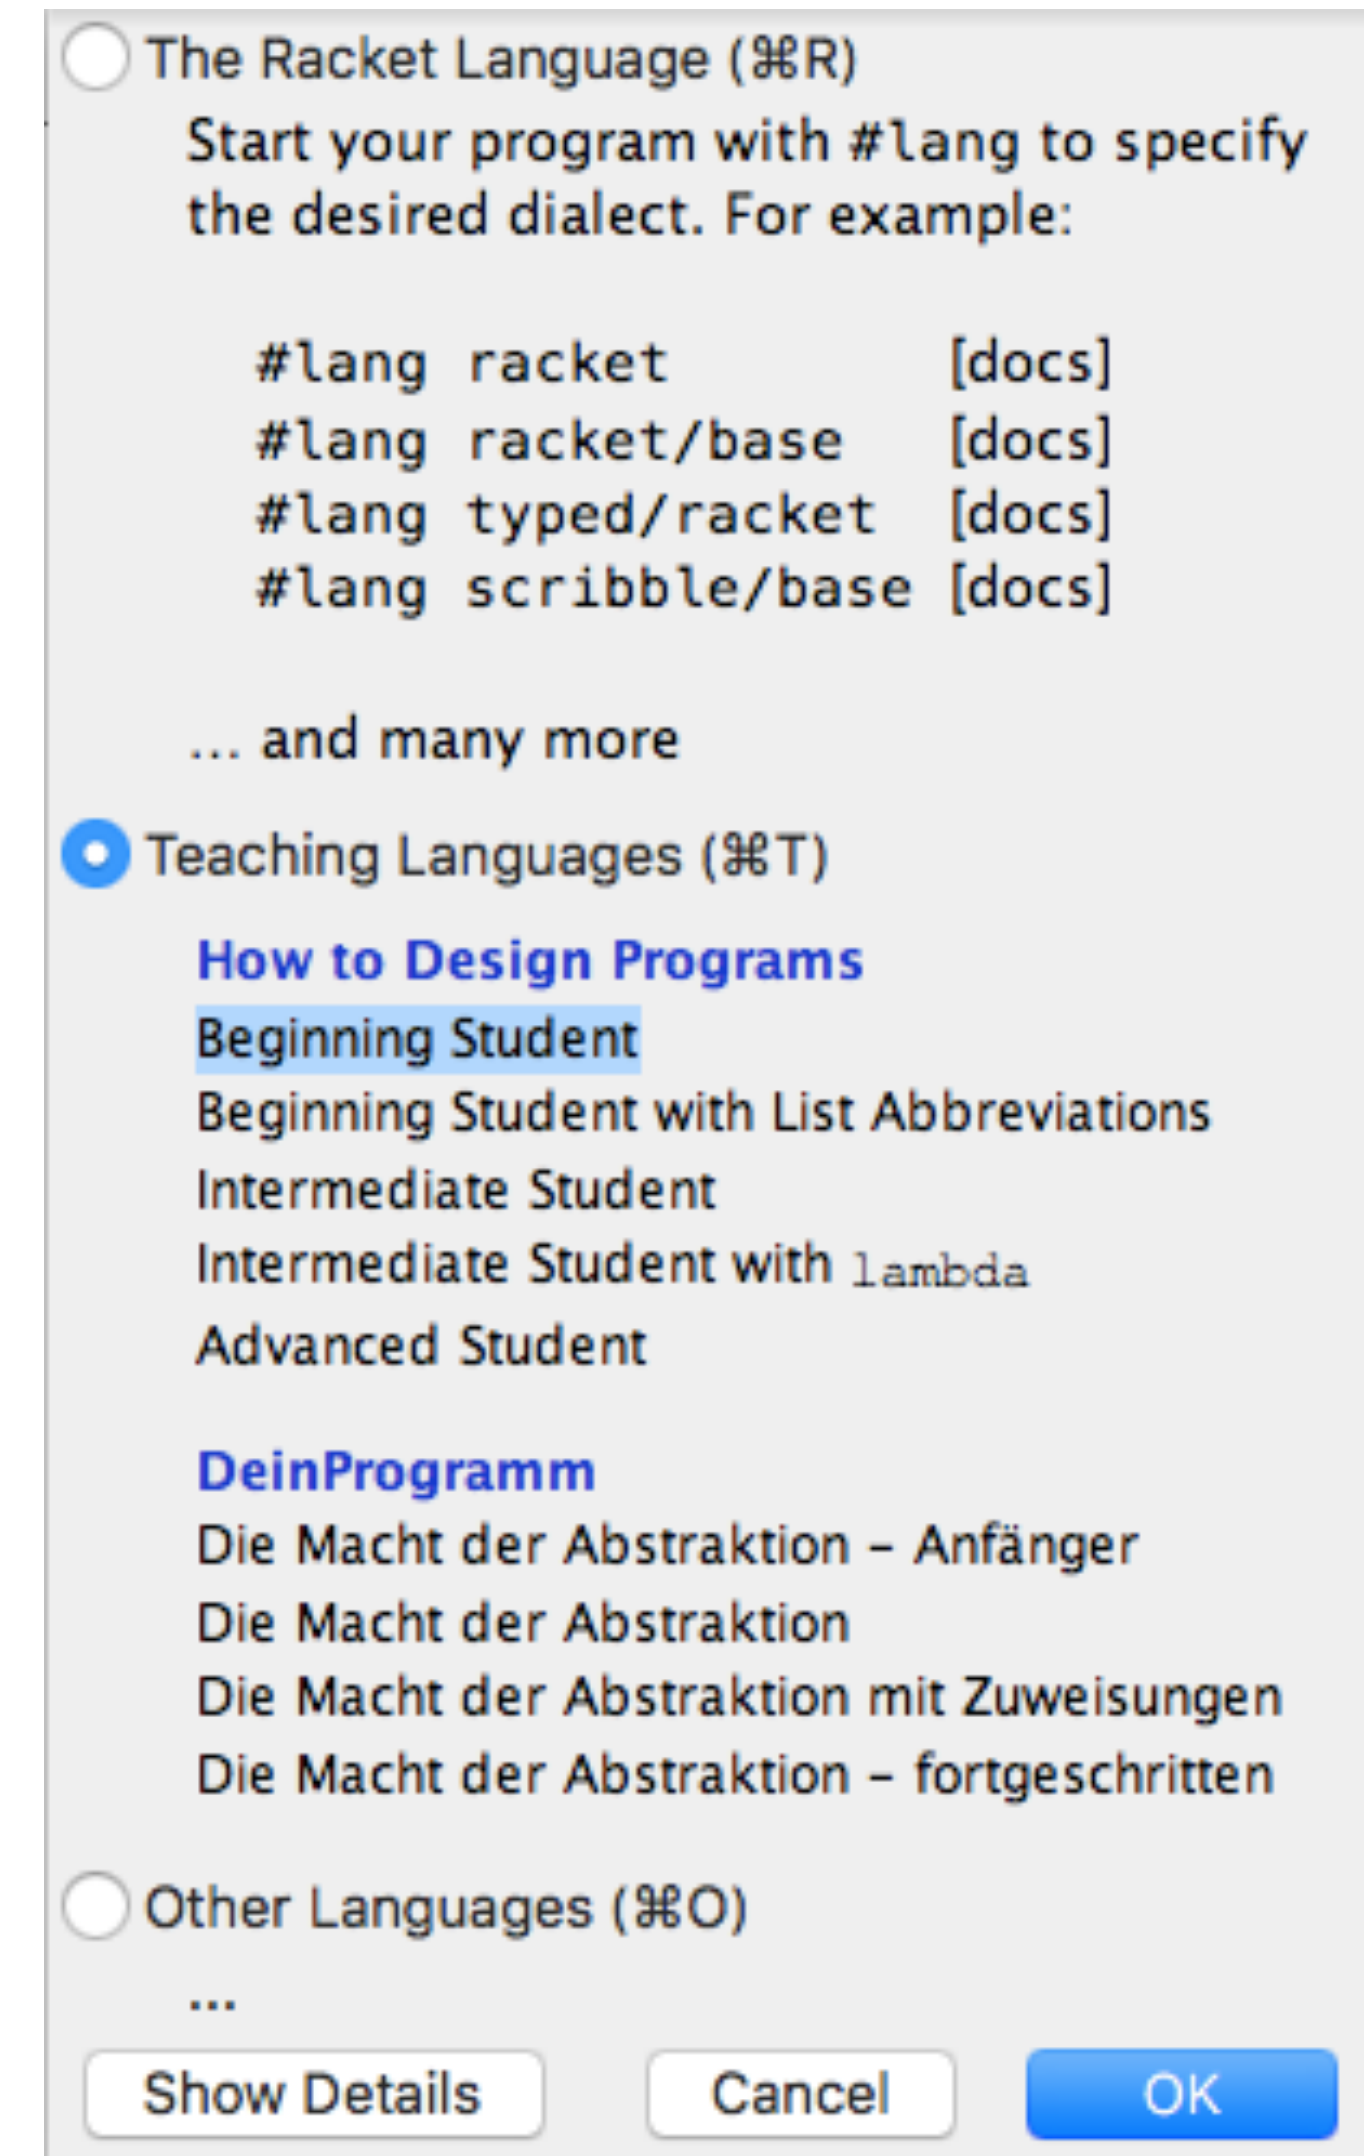 The Racket Language (⌘R)
Start your program with #lang to specify
the desired dialect. For example:
#lang racket [docs]
#lang racket/base [docs]
#lang typed/racket [docs]
#lang scribble/base [docs]
... and many more
Teaching Languages (⌘T)
How to Design Programs
Beginning Student
Beginning Student with List Abbreviations
Intermediate Student
Intermediate Student with lambda
Advanced Student
DeinProgramm
Die Macht der Abstraktion – Anfänger
Die Macht der Abstraktion
Die Macht der Abstraktion mit Zuweisungen
Die Macht der Abstraktion – fortgeschritten
Other Languages (⌘O)
...
Show Details Cancel OK